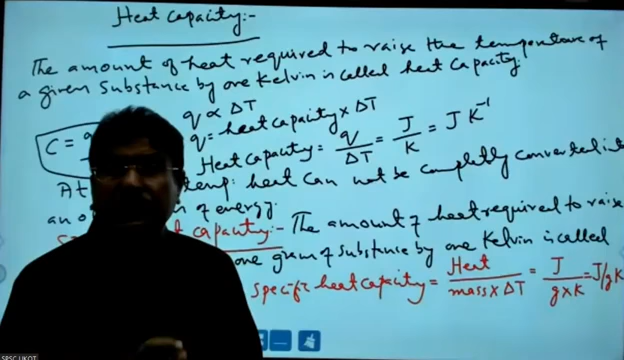 Heat Capacity:-
The amount of heat required to raise the temperature of
a given Substance by one Kelvin is called heat Capacity.
q ∝ ΔT
q = heat capacity × ΔT
C = q
Heat Capacity = q/ΔT = J/K = J K⁻¹
At temp: heat can not be completly converted into
an o n of energy.
t capacity:- The amount of heat required to raise
one gram of substance by one Kelvin is called
Specific heat capacity = Heat/mass × ΔT = J/g×K = J/gK
SPSC UKOT